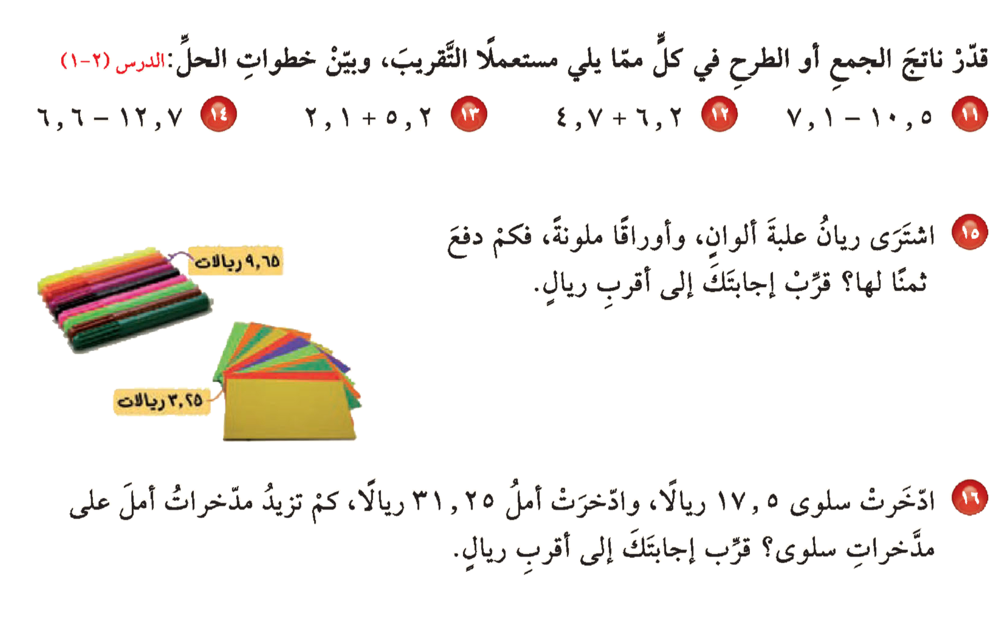 قدّرْ ناتجَ الجمعِ أو الطرحِ في كلٍّ ممّا يلي مستعملًا التَّقريبَ، وبيّنْ خطواتِ الحلِّ: الدرس (٢-١)
١١ ١٠,٥ – ٧,١ ١٢ ٦,٢ + ٤,٧ ١٣ ٥,٢ + ٢,١ ١٤ ١٢,٧ – ٦,٦
١٥ اشتَرَى ريانُ علبةَ ألوانٍ، وأوراقًا ملونةً، فكمْ دفعَ
ثمنًا لها؟ قرِّبْ إجابتَكَ إلى أقربِ ريالٍ.
٩,٦٥ ريالات
٣,٢٥ ريالات
١٦ ادّخَرتْ سلوى ١٧,٥ ريالًا، وادّخرَتْ أملُ ٣١,٢٥ ريالًا، كمْ تزيدُ مدّخراتُ أملَ على
مدَّخراتِ سلوى؟ قرِّب إجابتَكَ إلى أقربِ ريالٍ.